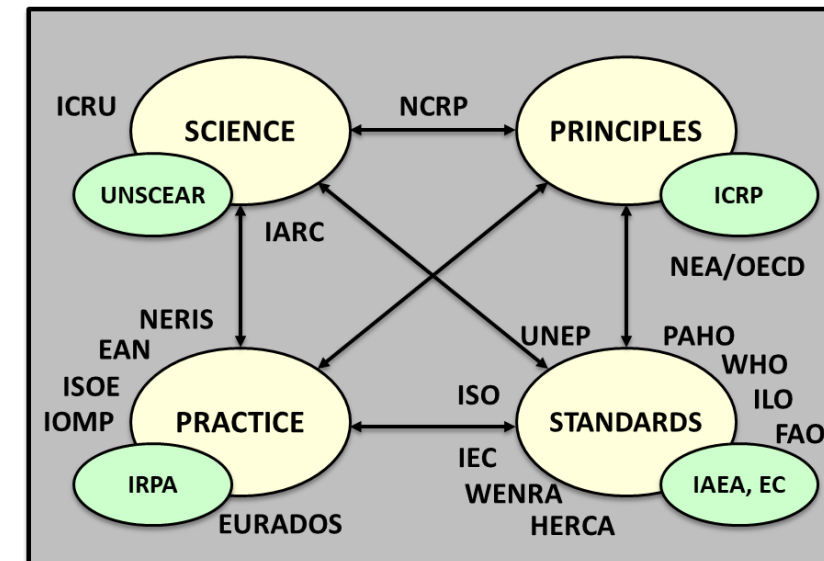 ICRU
NCRP
SCIENCE
PRINCIPLES
UNSCEAR
ICRP
IARC
NEA/OECD
NERIS
UNEP
PAHO
EAN
WHO
ISOE
ISO
ILO
IOMP
PRACTICE
STANDARDS
FAO
IEC
IRPA
WENRA
IAEA, EC
EURADOS
HERCA